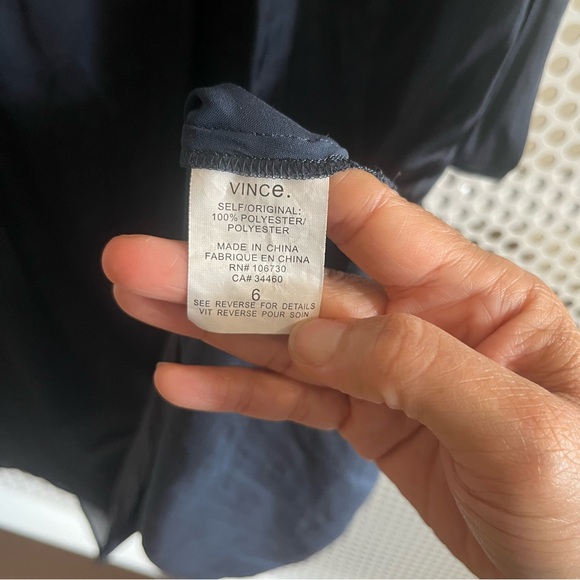 VINCe.
SELF/ORIGINAL:
100% POLYESTER/
POLYESTER
MADE IN CHINA
FABRIQUE EN CHINA
RN# 106730
CA# 34460
6
SEE REVERSE FOR DETAILS
VIT REVERSE POUR SOIN